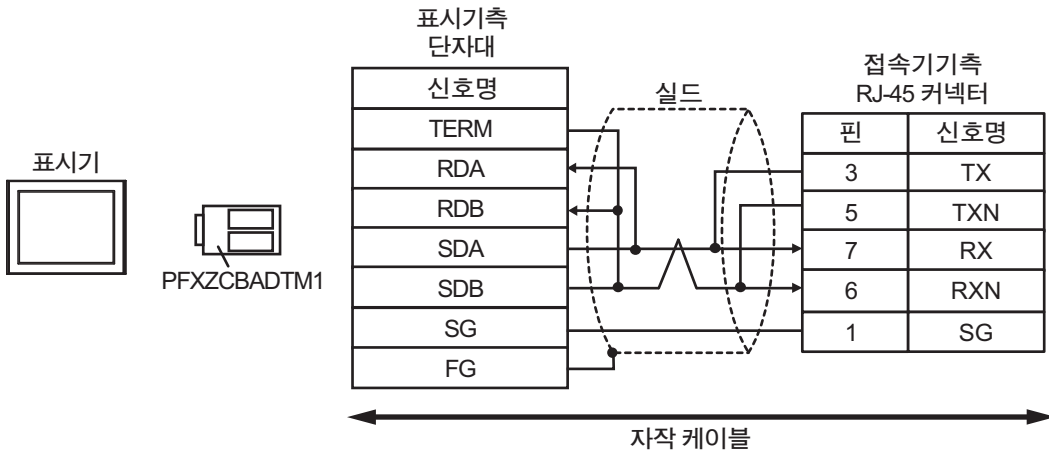 표시기측
단자대
신호명
TERM
RDA
RDB
SDA
SDB
SG
FG
실드
접속기기측
RJ-45 커넥터
핀 신호명
3 TX
5 TXN
7 RX
6 RXN
1 SG
표시기
PFXZCBADTM1
자작 케이블